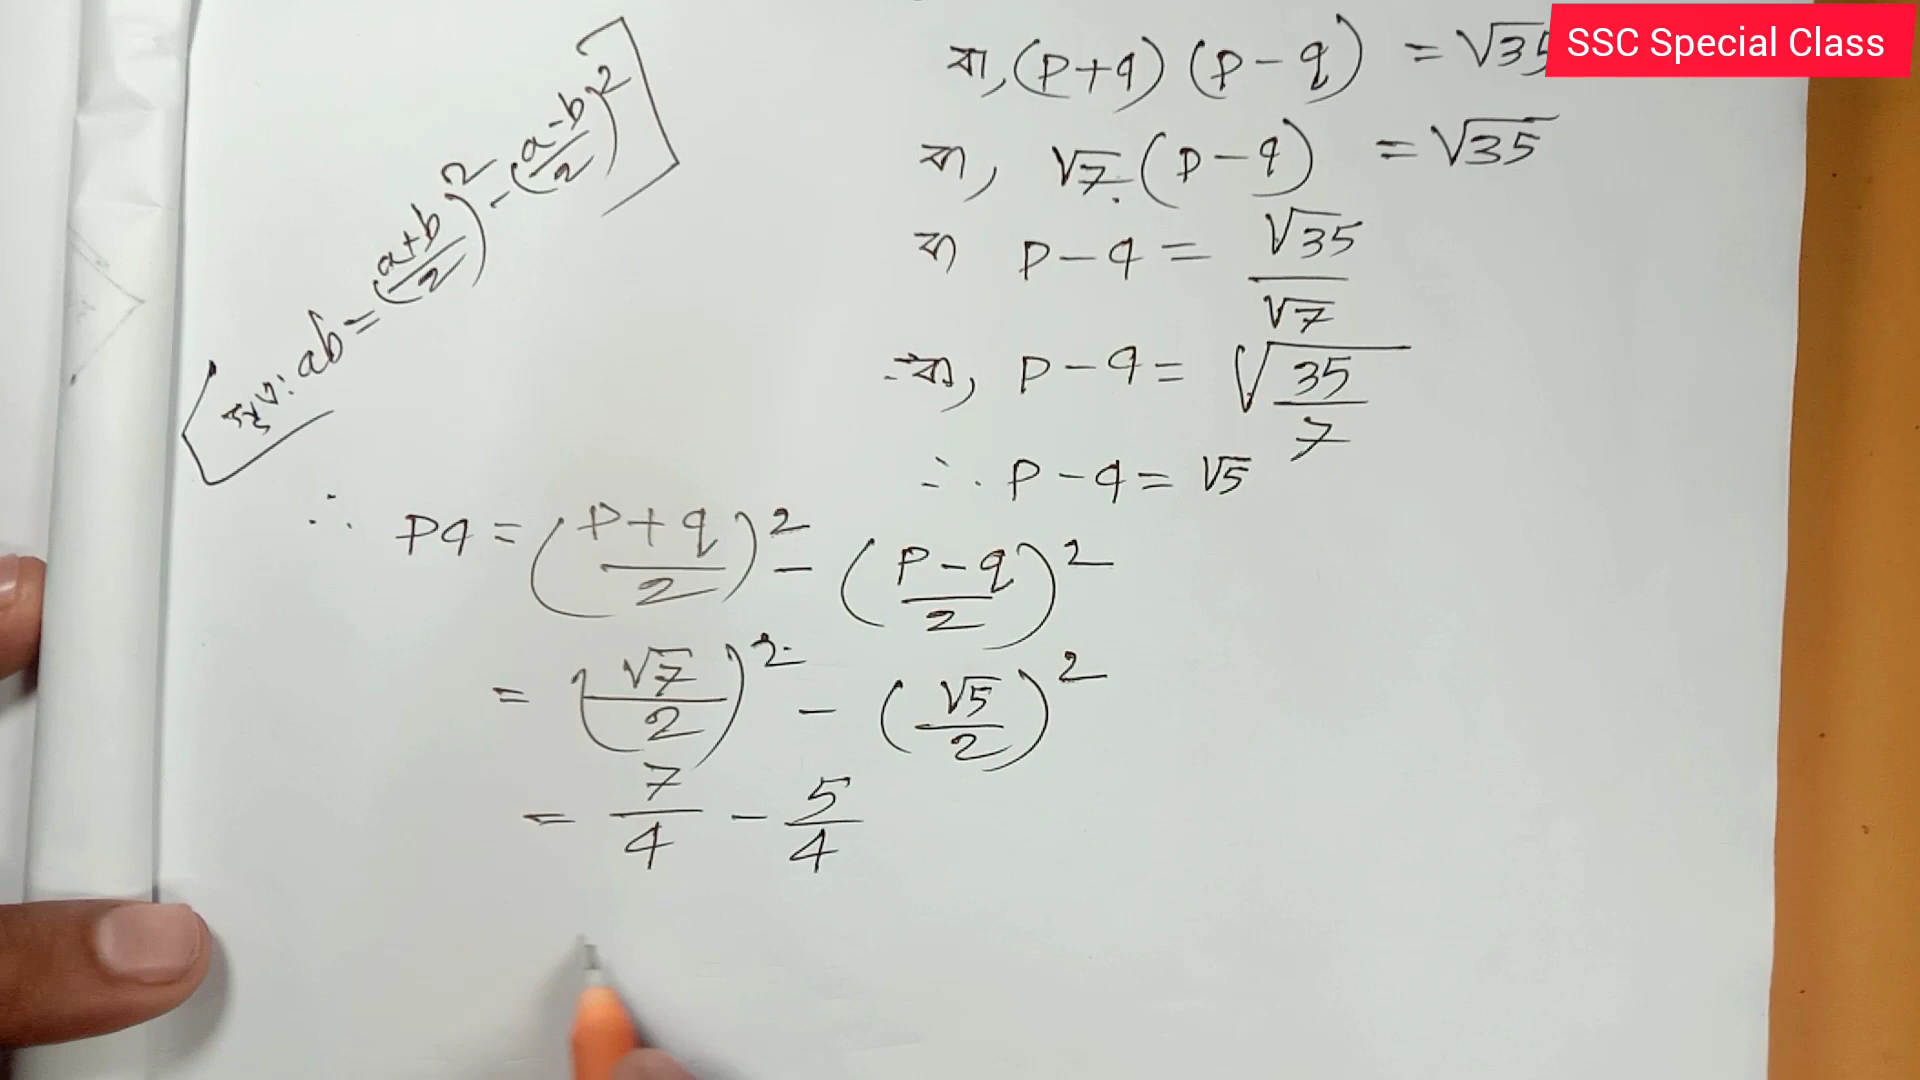 SSC Special Class
বা, (p+q) (p-q) = √35
বা, √7.(p-q) = √35
বা p-q = √35/√7
বা, p-q = √(35/7)
∴ p-q = √5
সূত্র: ab = (a+b/2)² - (a-b/2)²
∴ pq = (p+q/2)² - (p-q/2)²
= (√7/2)² - (√5/2)²
= 7/4 - 5/4